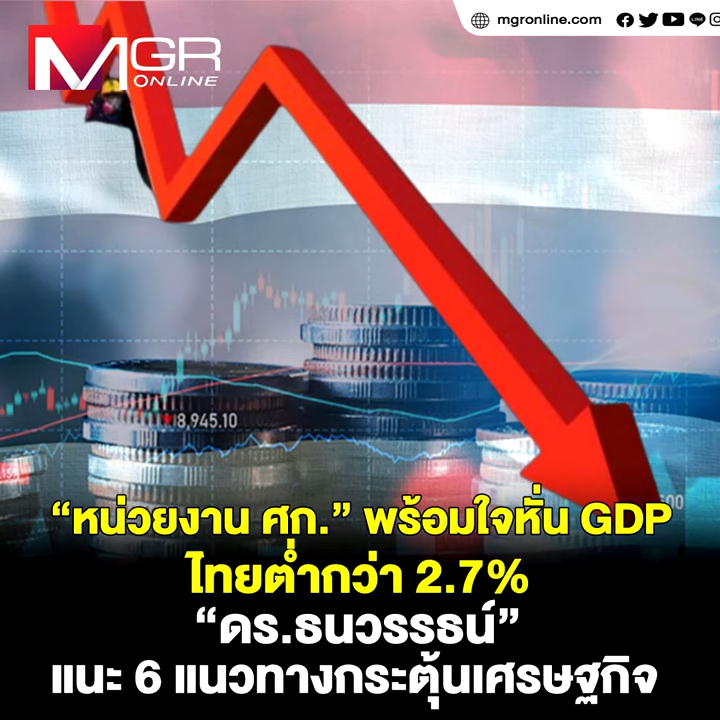 MGR
ONLINE
mgronline.com
8,945.10
500
“หน่วยงาน ศก.” พร้อมใจหั่น GDP
ไทยต่ำกว่า 2.7%
“ดร.ธนวรรธน์”
แนะ 6 แนวทางกระตุ้นเศรษฐกิจ